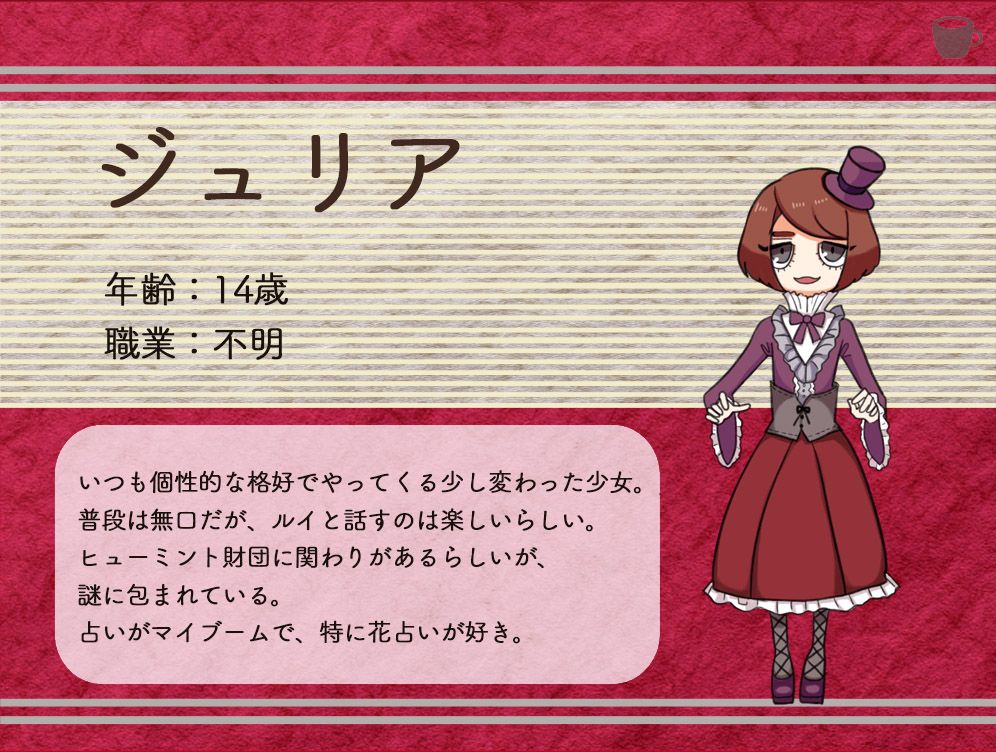 ジュリア
年齢：14歳
職業：不明
いつも個性的な格好でやってくる少し変わった少女。
普段は無口だが、ルイと話すのは楽しいらしい。
ヒューミント財団に関わりがあるらしいが、
謎に包まれている。
占いがマイブームで、特に花占いが好き。